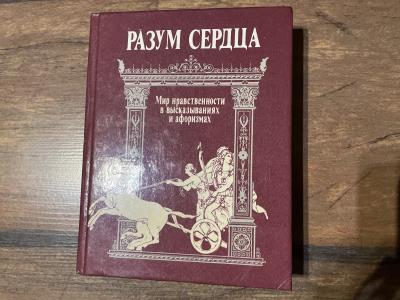 РАЗУМ СЕРДЦА
Мир нравственности
в высказываниях
и афоризмах